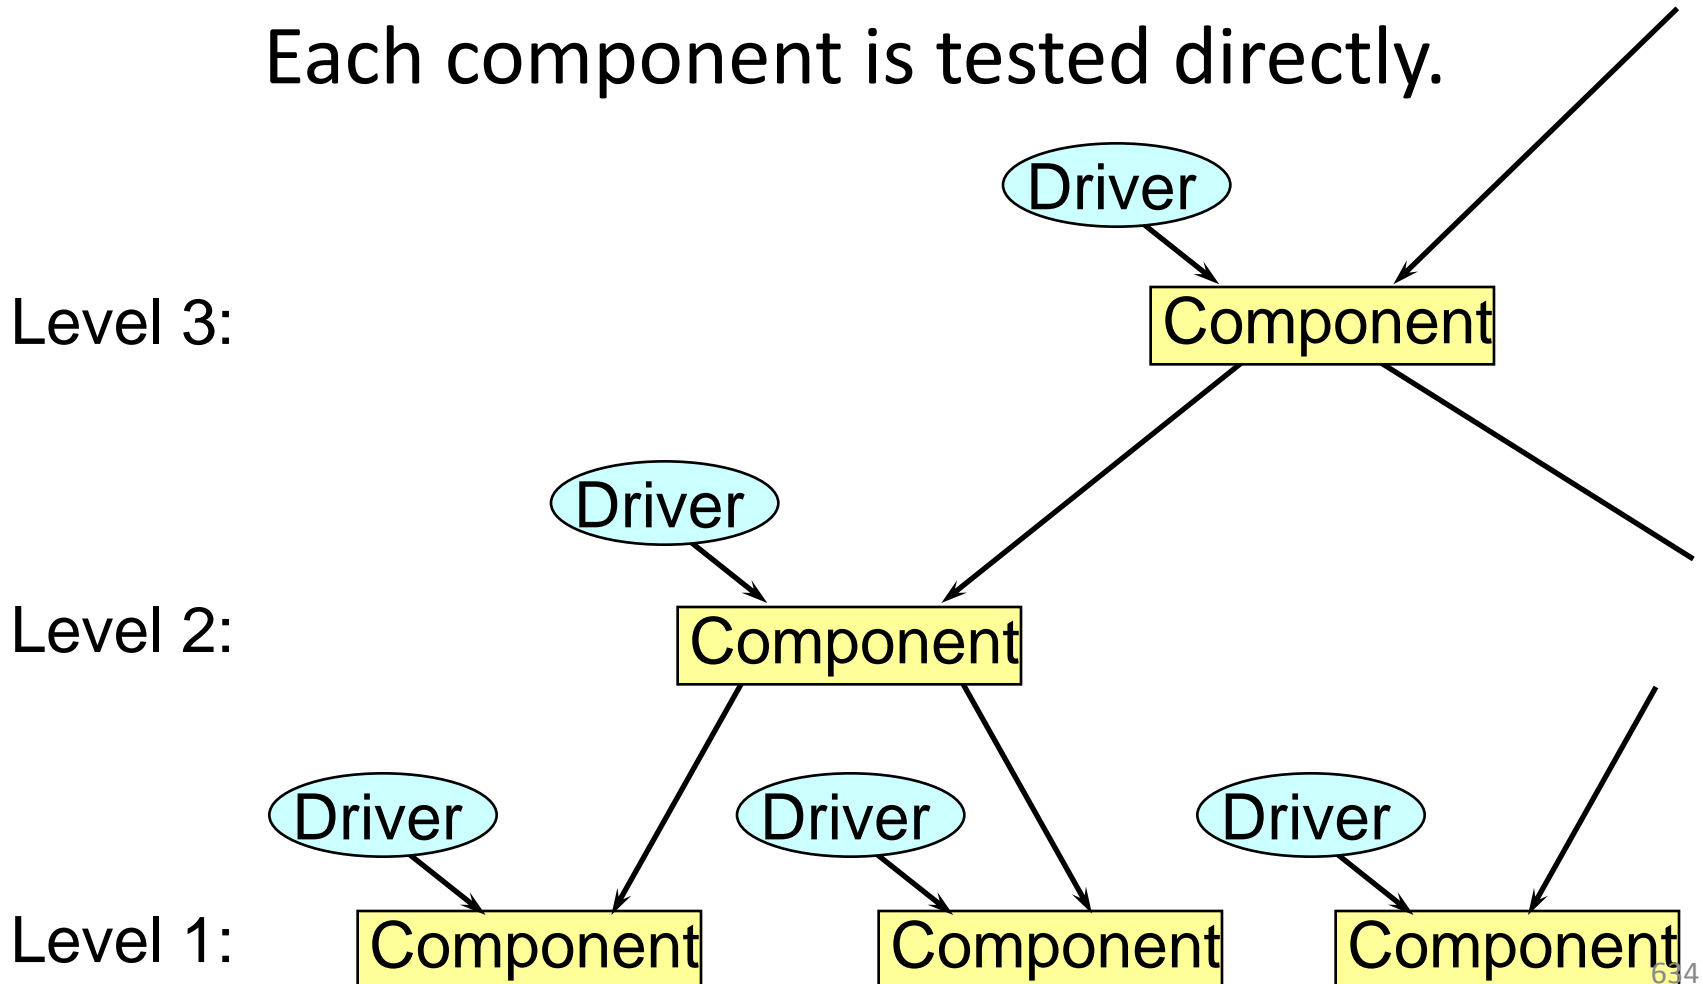 Each component is tested directly.
Driver
Level 3:
Component
Driver
Level 2:
Component
Driver
Driver
Driver
Level 1:
Component
Component
Component
634